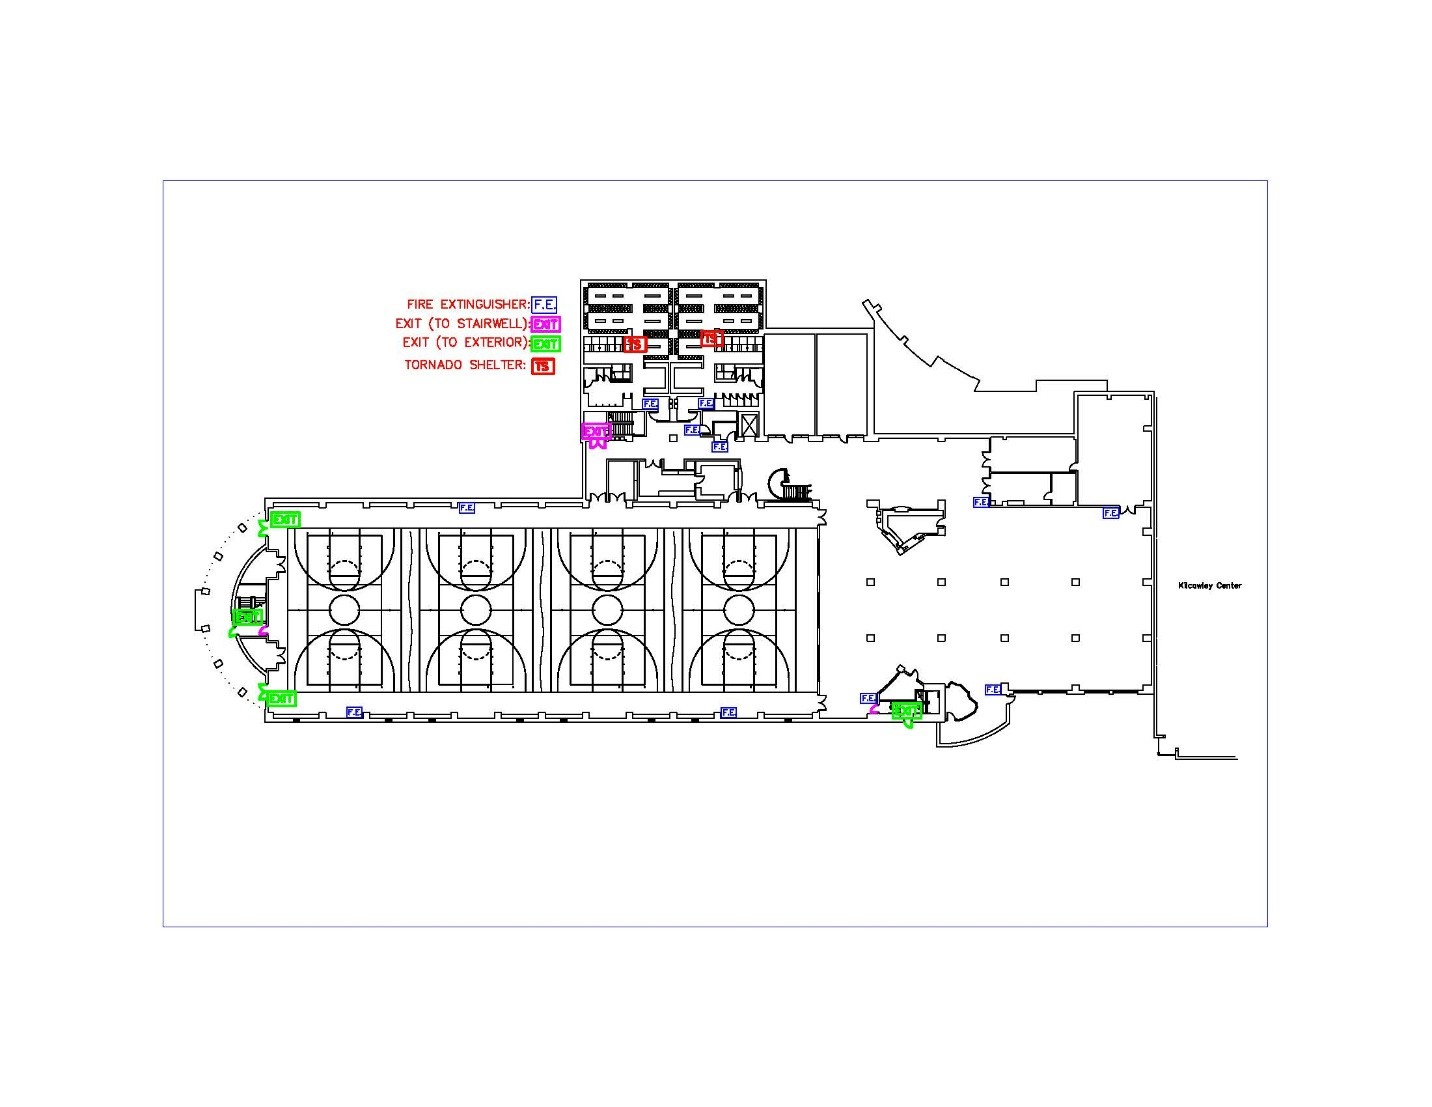 FIRE EXTINGUISHER: F.E.
EXIT (TO STAIRWELL): EXIT
EXIT (TO EXTERIOR): EXIT
TORNADO SHELTER: TS
TS
TS
F.E.
F.E.
EXIT
F.E.
F.E.
F.E.
F.E.
F.E.
EXIT
Kilcawley Center
EXIT
F.E.
EXIT
F.E.
F.E.
F.E.
EXIT